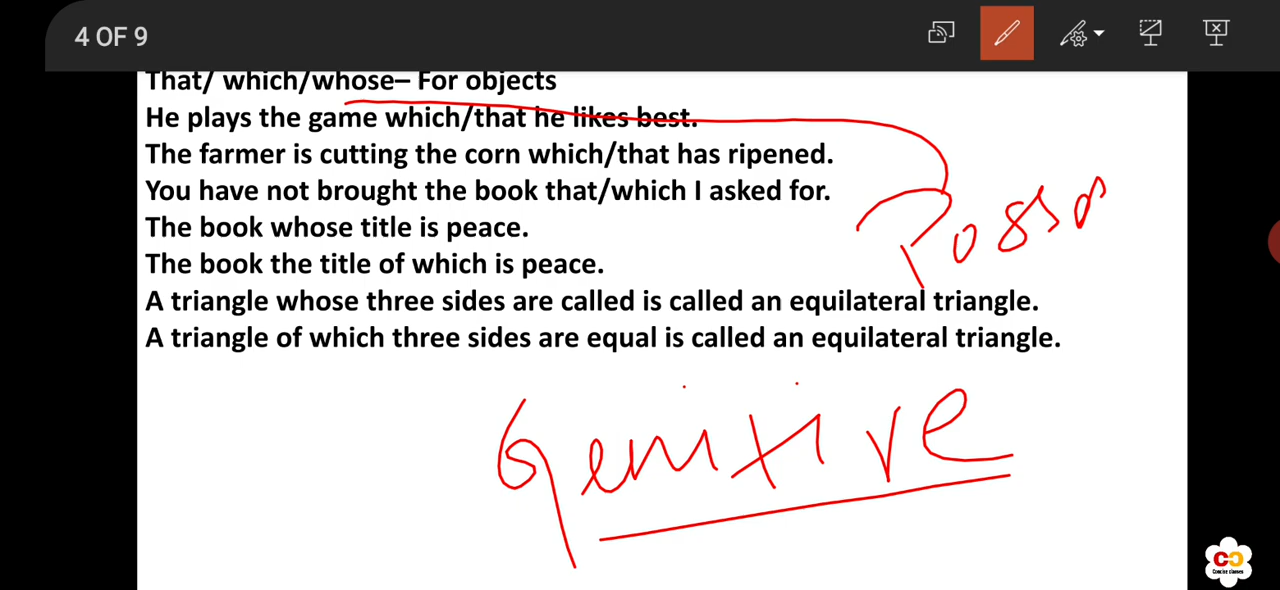 4 OF 9
That/ which/whose– For objects
He plays the game which/that he likes best.
The farmer is cutting the corn which/that has ripened.
You have not brought the book that/which I asked for.
Posse
The book whose title is peace.
The book the title of which is peace.
A triangle whose three sides are called is called an equilateral triangle.
A triangle of which three sides are equal is called an equilateral triangle.
Genitive
Concise classes